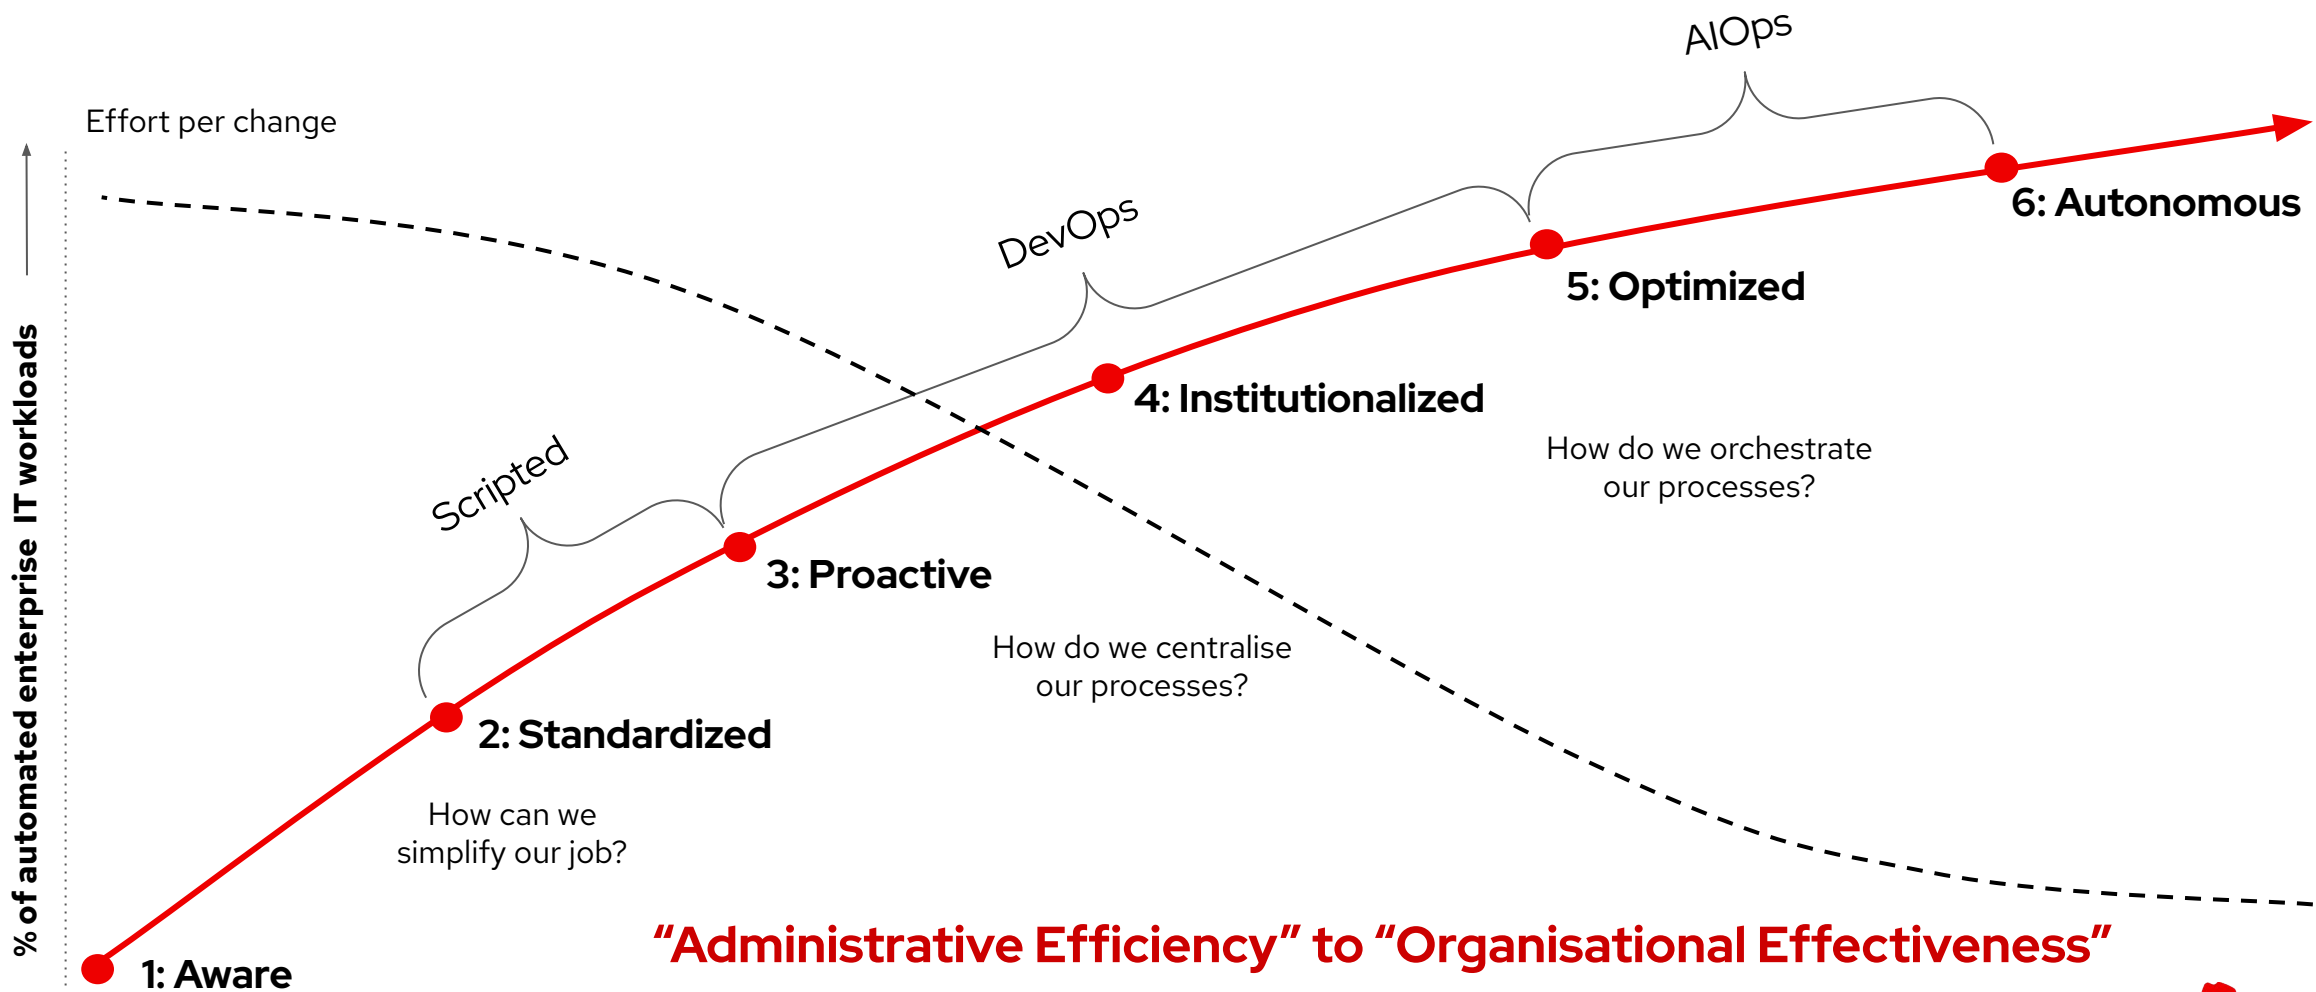 AIOps
Effort per change
DevOps
6: Autonomous
5: Optimized
4: Institutionalized
How do we orchestrate
our processes?
Scripted
3: Proactive
How do we centralise
our processes?
2: Standardized
How can we
simplify our job?
% of automated enterprise IT workloads
“Administrative Efficiency” to “Organisational Effectiveness”
1: Aware